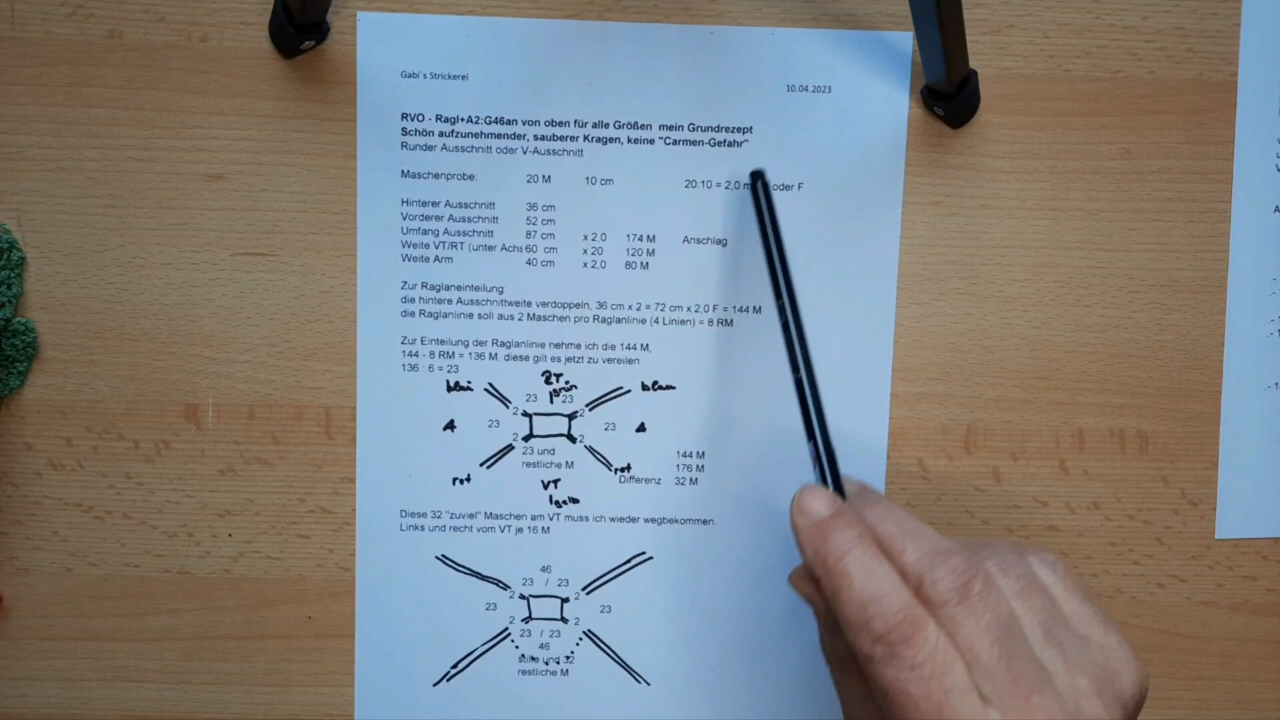 Gabi´s Strickerei
10.04.2023
RVO - Ragl+A2:G46an von oben für alle Größen mein Grundrezept
Schön aufzunehmender, sauberer Kragen, keine "Carmen-Gefahr"
Runder Ausschnitt oder V-Ausschnitt
Maschenprobe: 20 M 10 cm 20:10 = 2,0 oder F
Hinterer Ausschnitt 36 cm
Vorderer Ausschnitt 52 cm
Umfang Ausschnitt 87 cm x 2,0 174 M Anschlag
Weite VT/RT (unter Achs 60 cm x 20 120 M
Weite Arm 40 cm x 2,0 80 M
Zur Raglaneinteilung:
die hintere Ausschnittweite verdoppeln, 36 cm x 2 = 72 cm x 2,0 F = 144 M
die Raglanlinie soll aus 2 Maschen pro Raglanlinie (4 Linien) = 8 RM
Zur Einteilung der Raglanlinie nehme ich die 144 M,
144 - 8 RM = 136 M, diese gilt es jetzt zu vereilen
136 : 6 = 23
blau RT blau
grün
23 23
2 2
23 23
2 2
23 und
restliche M
rot rot
VT
gelb
144 M
176 M
Differenz 32 M
Diese 32 "zuviel" Maschen am VT muss ich wieder wegbekommen.
Links und recht vom VT je 16 M
46
23 / 23
2 2
23 23
2 2
23 / 23
46
und 32
restliche M